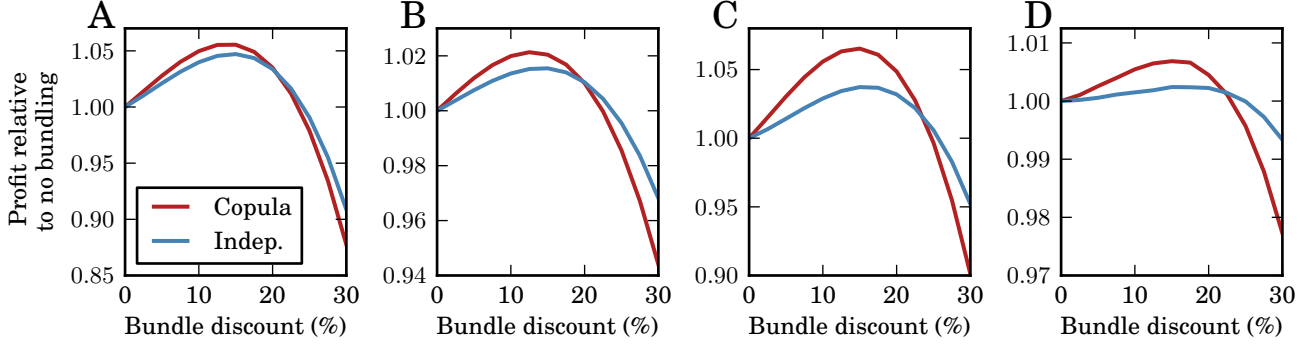 A
B
C
D
Profit relative
to no bundling
1.05
1.00
0.95
0.90
0.85
Copula
Indep.
0
10
20
30
Bundle discount (%)
1.02
1.00
0.98
0.96
0.94
0
10
20
30
Bundle discount (%)
1.05
1.00
0.95
0.90
0
10
20
30
Bundle discount (%)
1.01
1.00
0.99
0.98
0.97
0
10
20
30
Bundle discount (%)